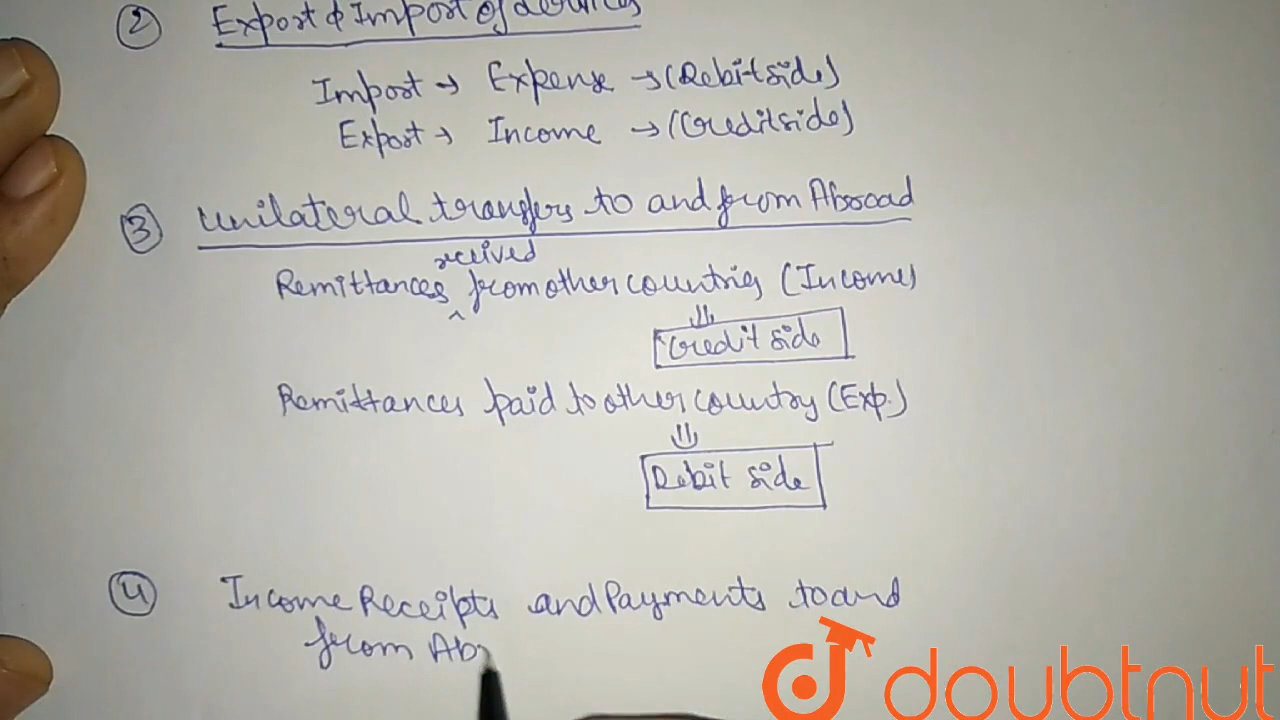 ② Export & Import of services
Import → Expense → (Debit side)
Export → Income → (Credit side)
③ Unilateral transfers to and from Abroad
received
Remittances ^ from other countries (Income)
Credit side
Remittances paid to other country (Exp.)
Debit side
④ Income Receipts and Payments to and
from Ab
doubtnut